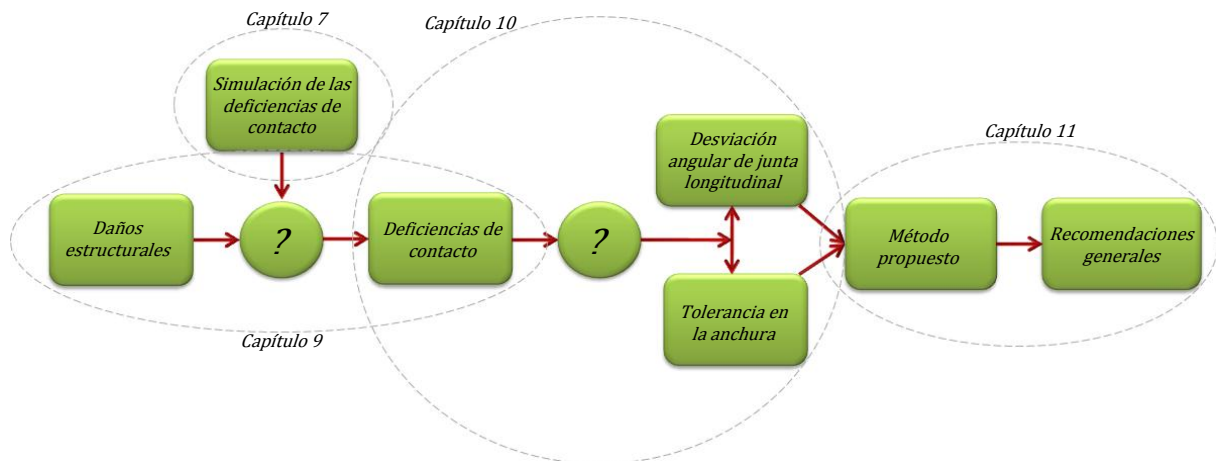 Capítulo 7
Capítulo 10
Simulación de las
deficiencias de
contacto
Desviación
angular de junta
longitudinal
Capítulo 11
Daños
estructurales
?
Deficiencias de
contacto
?
Método
propuesto
Recomendaciones
generales
Tolerancia en
la anchura
Capítulo 9